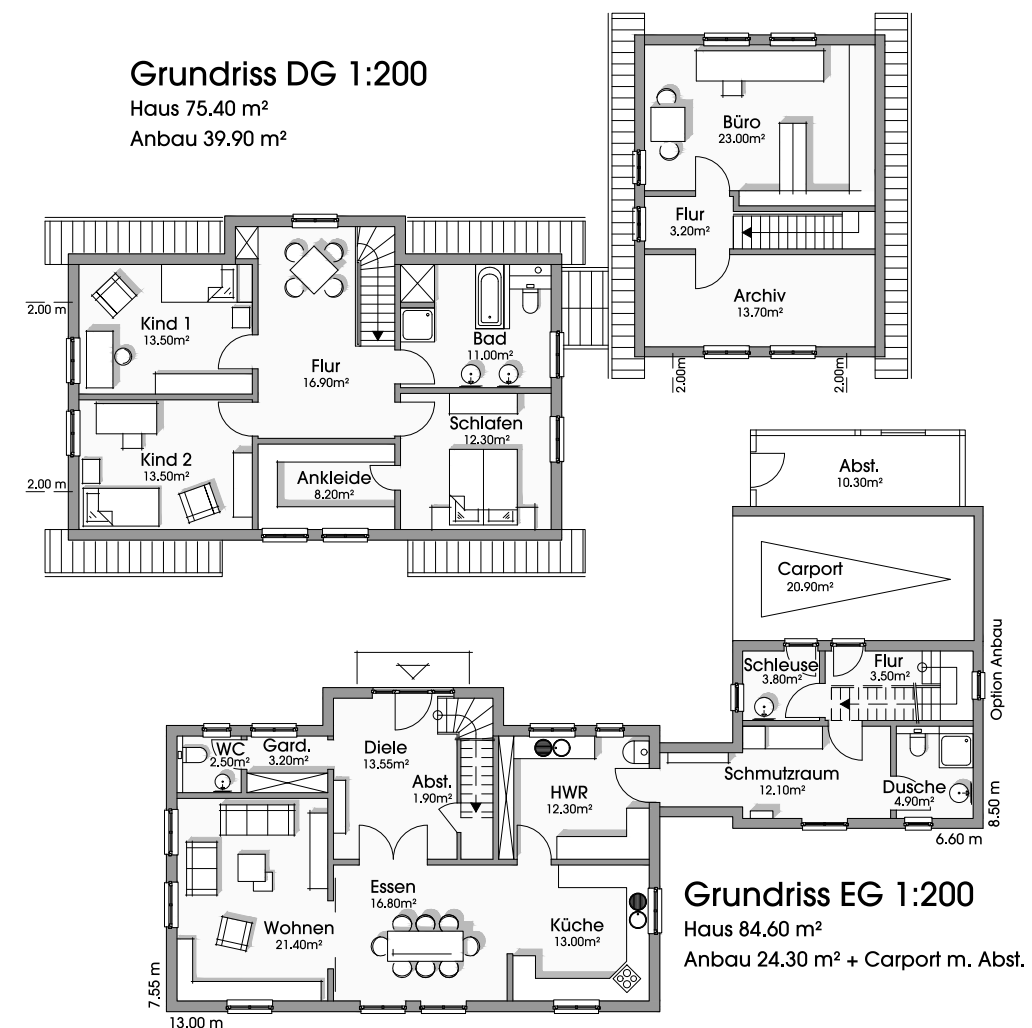 Grundriss DG 1:200
Haus 75.40 m²
Anbau 39.90 m²
Büro
23.00m²
Flur
3.20m²
Archiv
13.70m²
2.00m
2.00m
2.00 m
Kind 1
13.50m²
Flur
16.90m²
Bad
11.00m²
Schlafen
12.30m²
Kind 2
13.50m²
2.00 m
Ankleide
8.20m²
Abst.
10.30m²
Carport
20.90m²
Schleuse
3.80m²
Flur
3.50m²
Option Anbau
WC
2.50m²
Gard.
3.20m²
Diele
13.55m²
Abst.
1.90m²
HWR
12.30m²
Schmutzraum
12.10m²
Dusche
4.90m²
8.50 m
6.60 m
Essen
16.80m²
Wohnen
21.40m²
Küche
13.00m²
7.55 m
13.00 m
Grundriss EG 1:200
Haus 84.60 m²
Anbau 24.30 m² + Carport m. Abst.